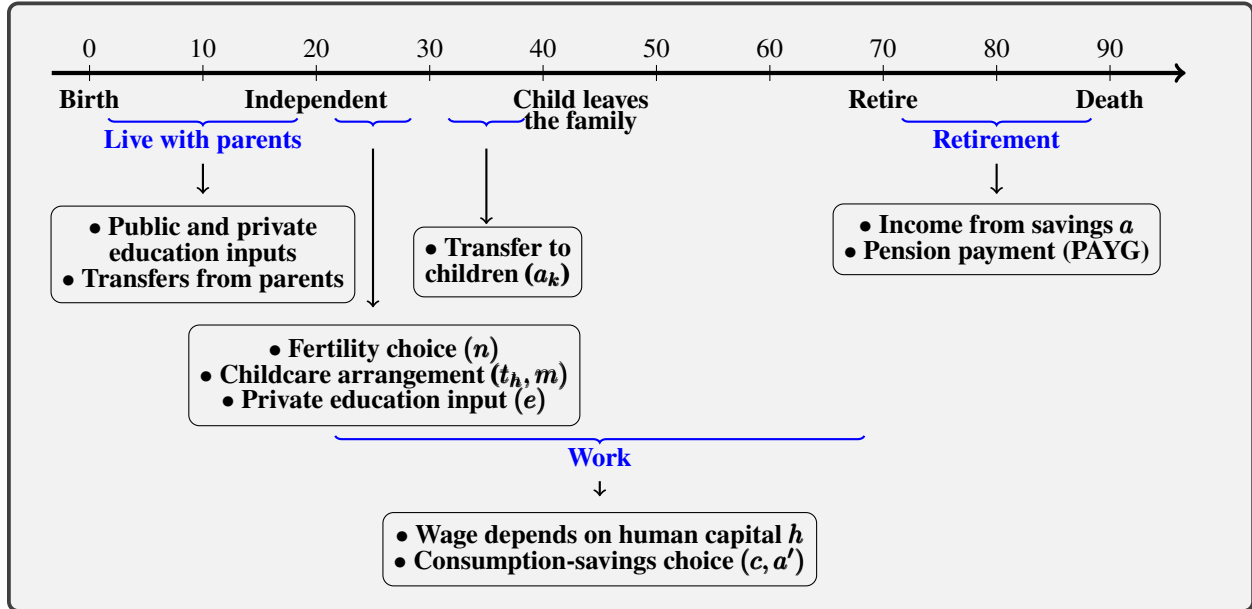 0 10 20 30 40 50 60 70 80 90
Birth Independent Child leaves Retire Death
the family
Live with parents Retirement
• Public and private
education inputs
• Transfers from parents
• Transfer to
children (a_k)
• Income from savings a
• Pension payment (PAYG)
• Fertility choice (n)
• Childcare arrangement (t_h, m)
• Private education input (e)
Work
• Wage depends on human capital h
• Consumption-savings choice (c, a′)